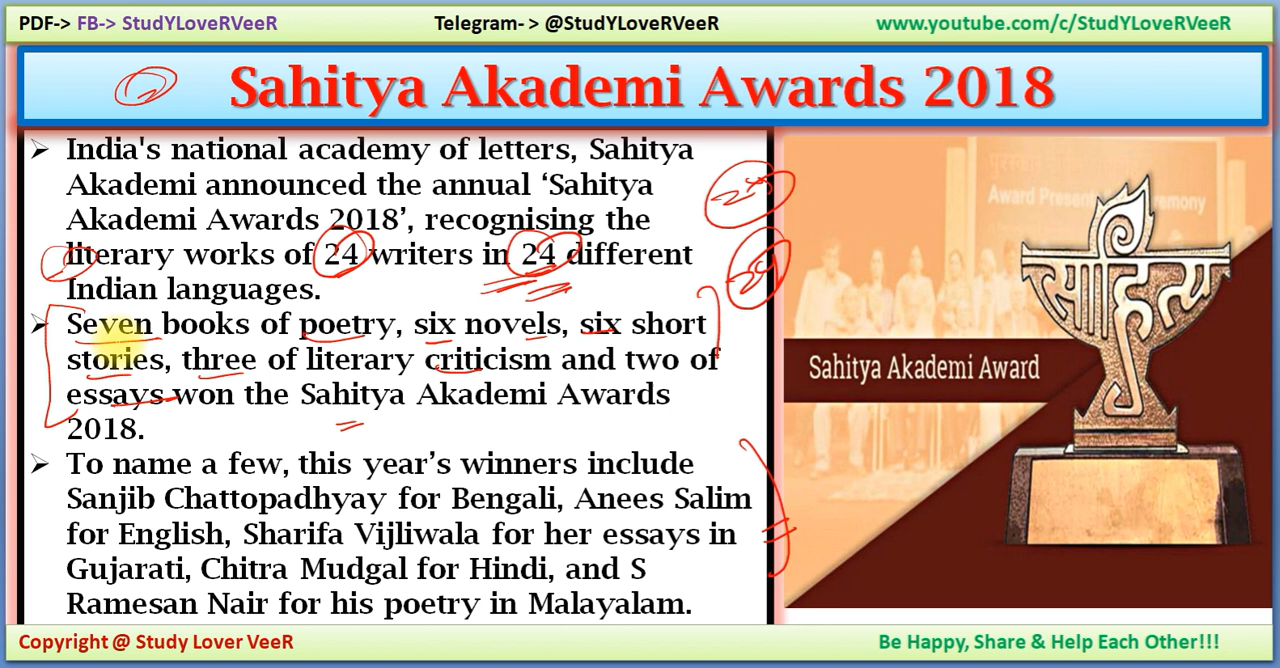 PDF-> FB-> StudYLoveRVeeR
Telegram- > @StudYLoveRVeeR
www.youtube.com/c/StudYLoveRVeeR
Sahitya Akademi Awards 2018
➢ India's national academy of letters, Sahitya
Akademi announced the annual ‘Sahitya
Akademi Awards 2018’, recognising the
literary works of 24 writers in 24 different
Indian languages.
➢ Seven books of poetry, six novels, six short
stories, three of literary criticism and two of
essays won the Sahitya Akademi Awards
2018.
➢ To name a few, this year’s winners include
Sanjib Chattopadhyay for Bengali, Anees Salim
for English, Sharifa Vijliwala for her essays in
Gujarati, Chitra Mudgal for Hindi, and S
Ramesan Nair for his poetry in Malayalam.
साहित्य
Sahitya Akademi Award
Copyright @ Study Lover VeeR
Be Happy, Share & Help Each Other!!!